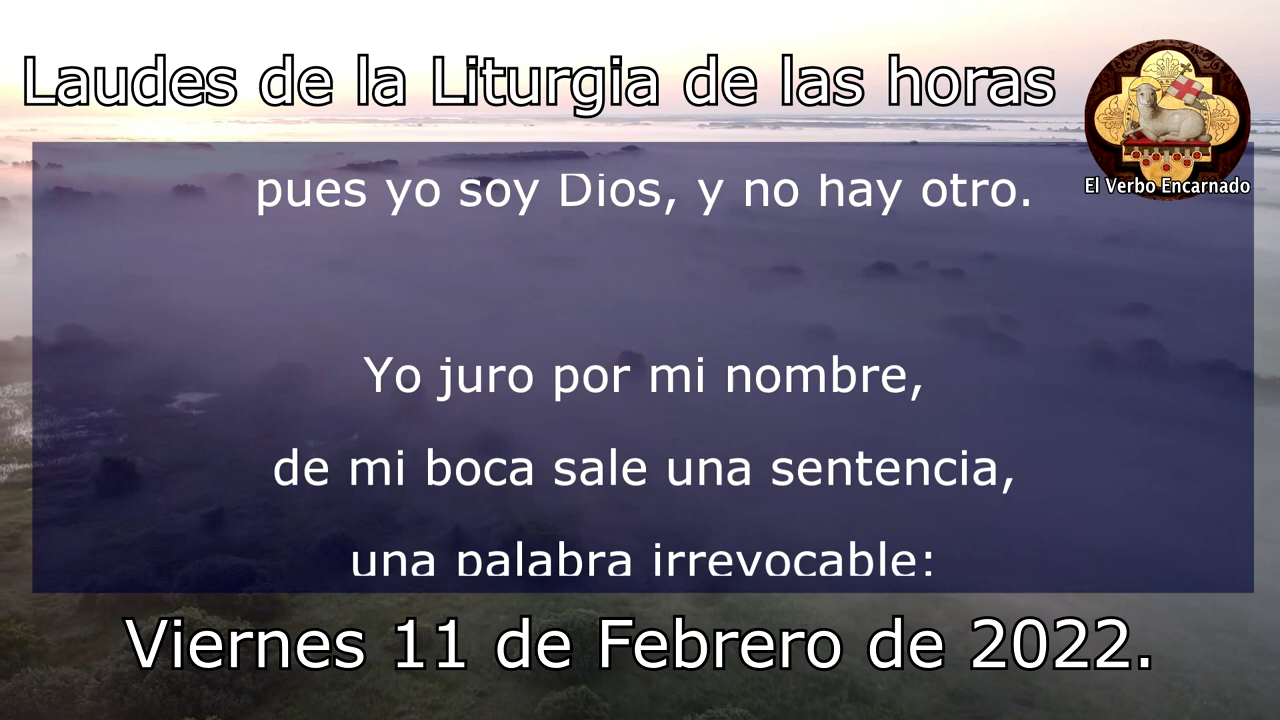 Laudes de la Liturgia de las horas
El Verbo Encarnado
pues yo soy Dios, y no hay otro.
Yo juro por mi nombre,
de mi boca sale una sentencia,
una palabra irrevocable:
Viernes 11 de Febrero de 2022.